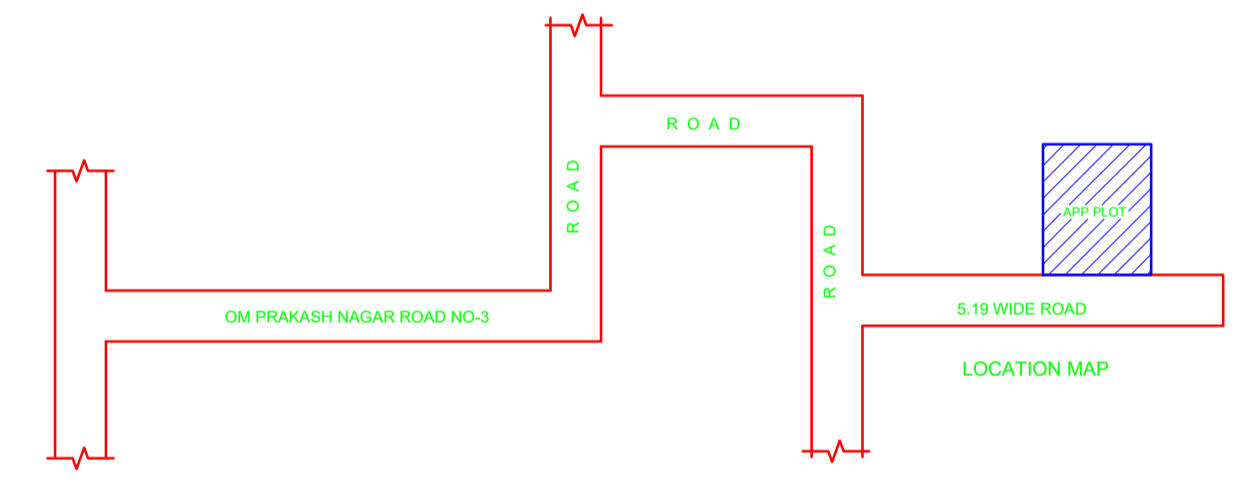 R O A D
R O A D
APP PLOT
R O A D
OM PRAKASH NAGAR ROAD NO-3
5.19 WIDE ROAD
LOCATION MAP